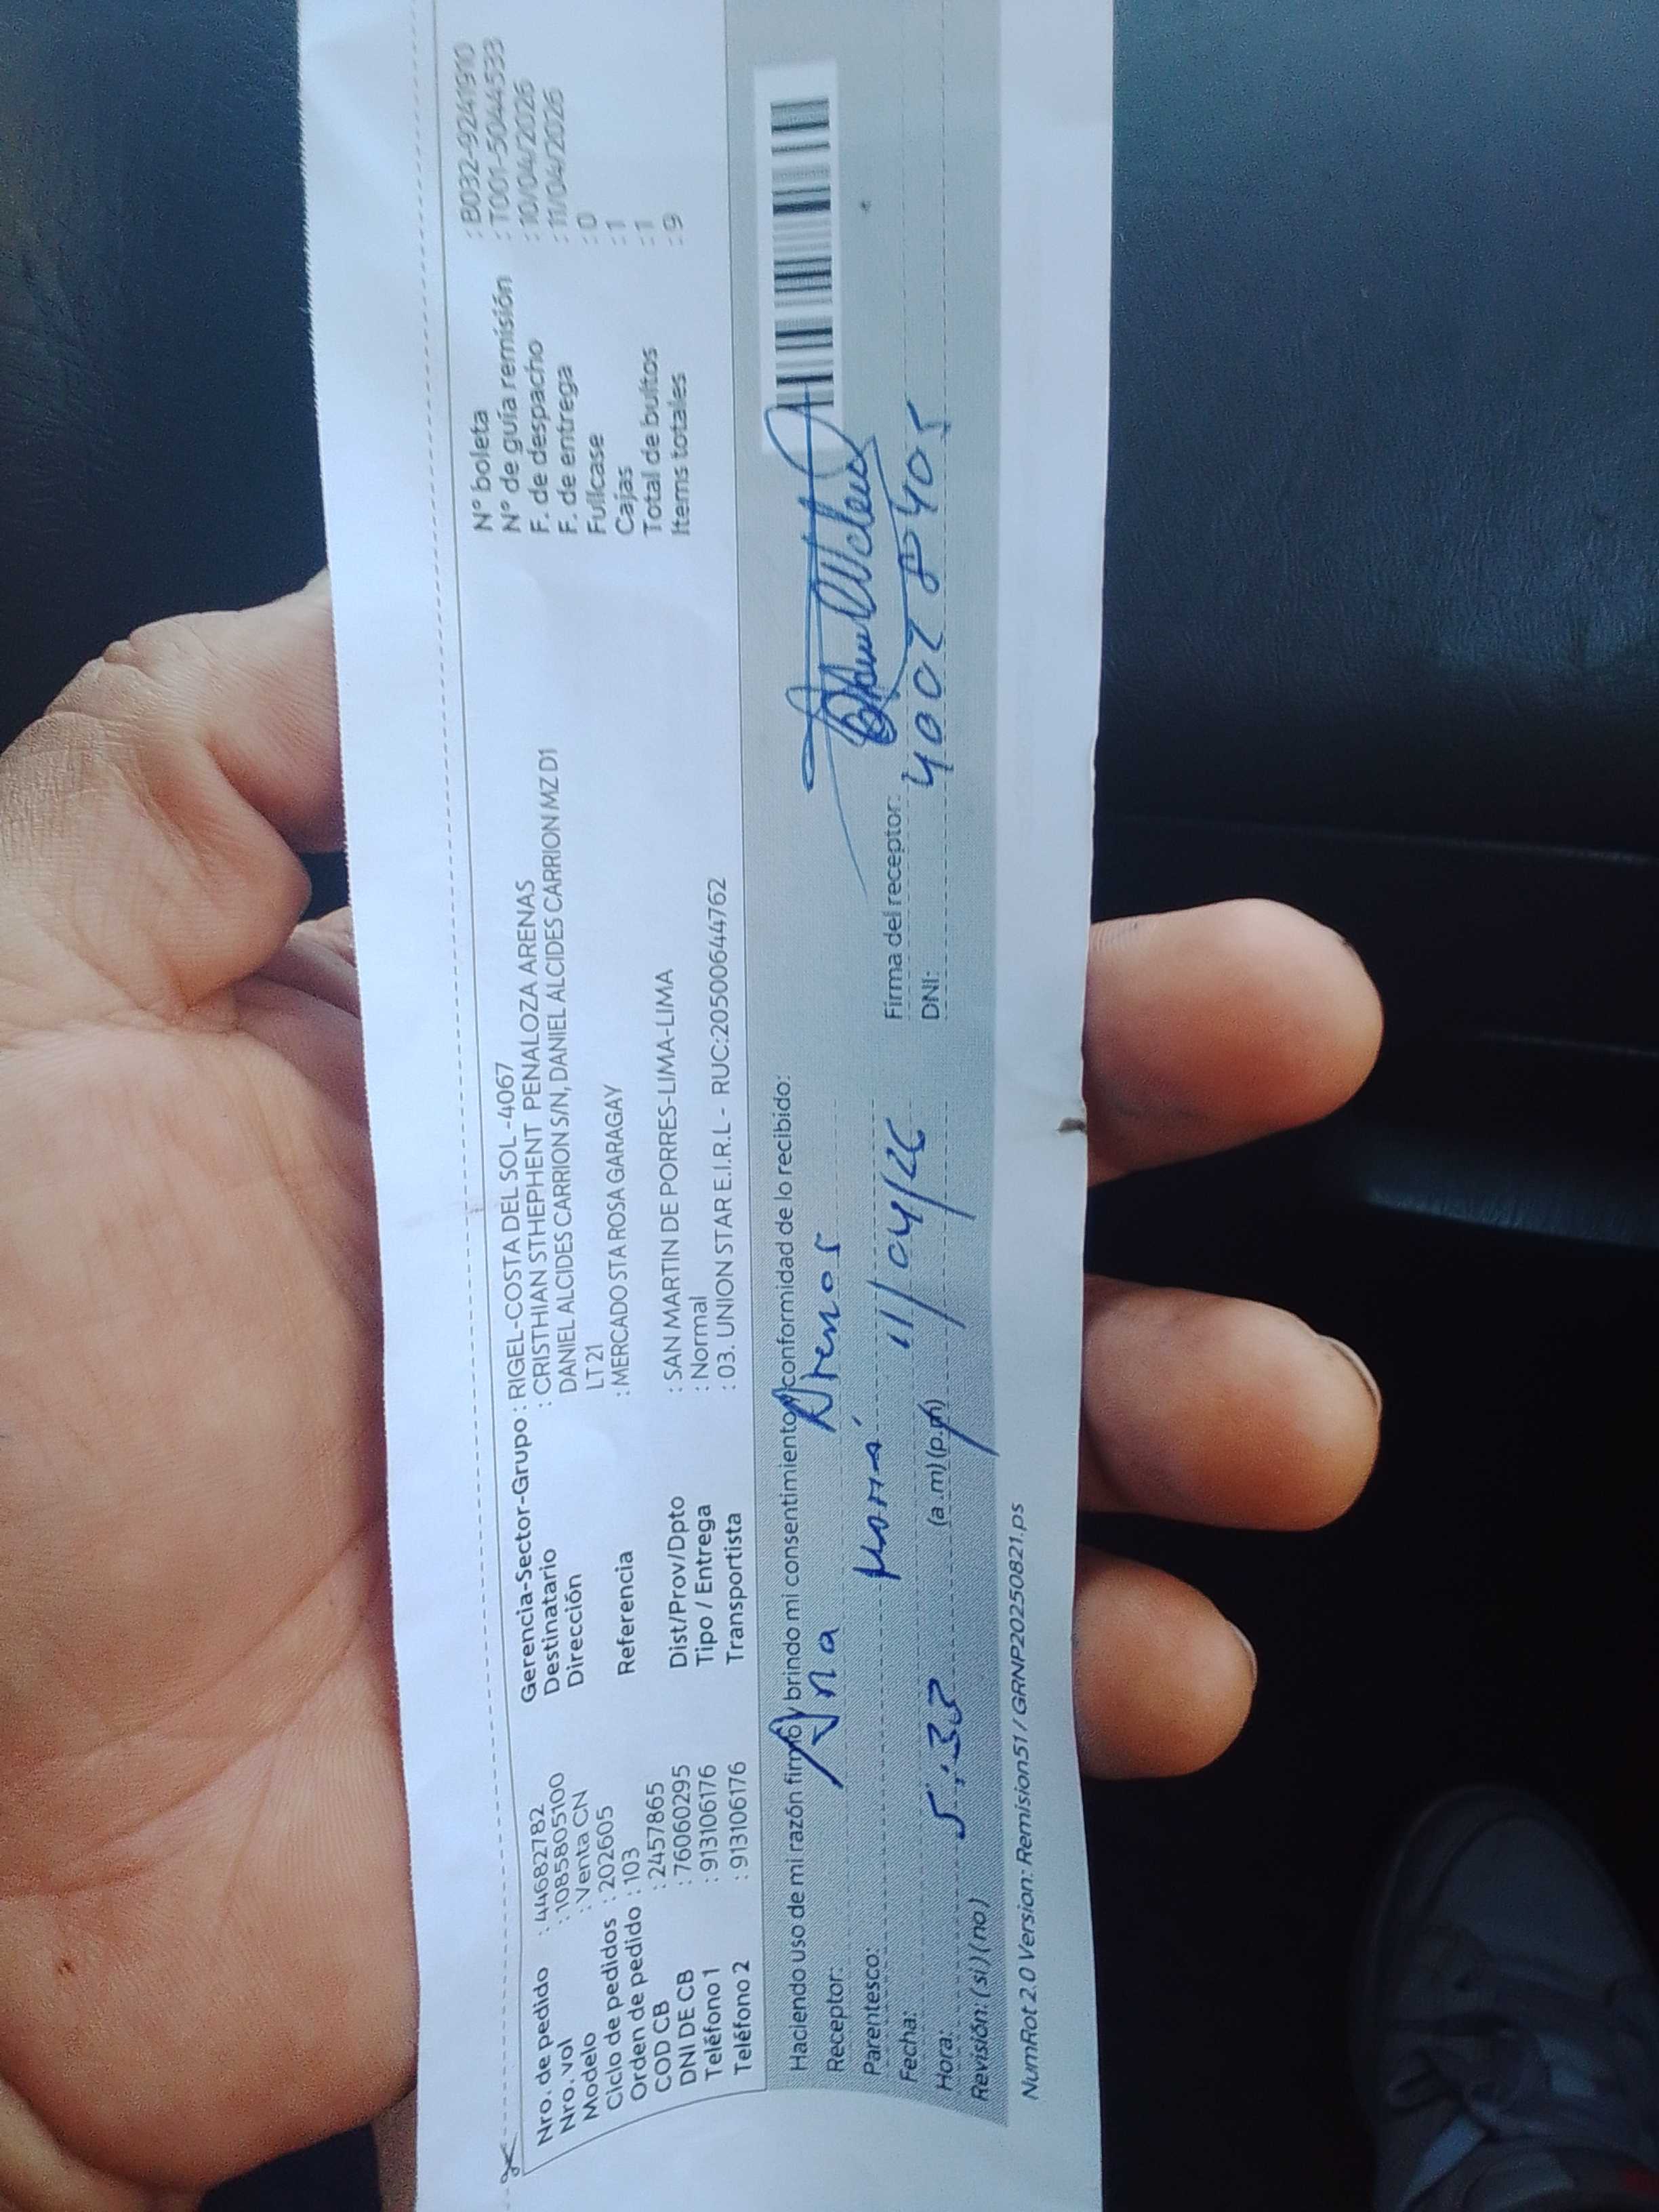 Nro. de pedido : 44682782
Nro. vol : 1085805100
Modelo : Venta CN
Ciclo de pedidos : 202605
Orden de pedido : 103
COD CB : 2457865
DNI DE CB : 76060295
Teléfono 1 : 913106176
Teléfono 2 : 913106176
Gerencia-Sector-Grupo : RIGEL-COSTA DEL SOL -4067
Destinatario : CRISTHIAN STHEPHENT PENALOZA ARENAS
Dirección DANIEL ALCIDES CARRION S/N, DANIEL ALCIDES CARRION MZ D1
LT 21
Referencia : MERCADO STA ROSA GARAGAY
Dist/Prov/Dpto : SAN MARTIN DE PORRES-LIMA-LIMA
Tipo / Entrega : Normal
Transportista : 03. UNION STAR E.I.R.L - RUC:20500644762
N° boleta : B032-9241910
N° de guía remisión : T001-50444533
F. de despacho : 10/04/2026
F. de entrega : 11/04/2026
Fullcase : 0
Cajas : 1
Total de bultos : 1
Items totales : 9
Haciendo uso de mi razón firmo y brindo mi consentimiento y conformidad de lo recibido:
Receptor: Ana Arenas
Parentesco: Mamá
Fecha: 11/04/26
Hora: 5:33 (a.m) (p.m)
Revisión: (si) (no)
Firma del receptor:
DNI: 40028405
NumRot 2.0 Version: Remision51 / GRNP20250821.ps